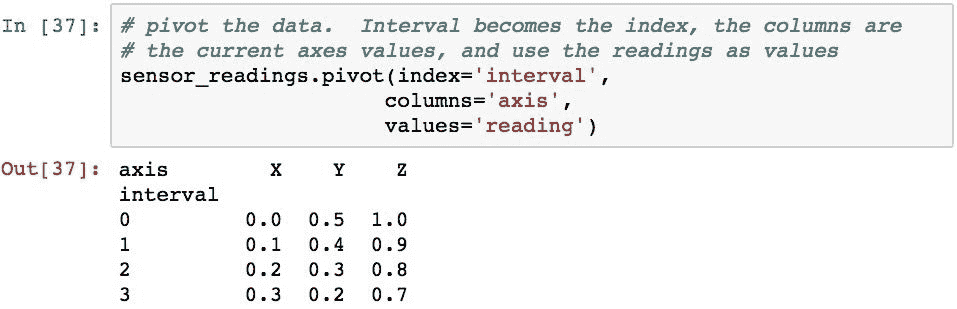 In [37]: # pivot the data.  Interval becomes the index, the columns are
# the current axes values, and use the readings as values
sensor_readings.pivot(index='interval',
                      columns='axis',
                      values='reading')
Out[37]: axis         X    Y    Z
interval
0          0.0  0.5  1.0
1          0.1  0.4  0.9
2          0.2  0.3  0.8
3          0.3  0.2  0.7